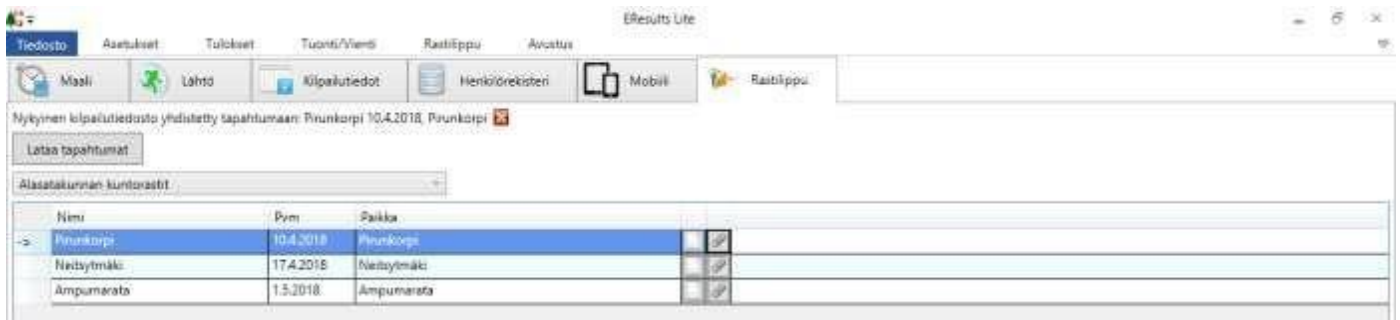 EResults Lite
Tiedosto Asetukset Tulokset Tuonti/Vienti Rastilippu Avustus
Maali Lähtö Kilpailutiedot Henkilörekisteri Mobiili Rastilippu
Nykyinen kilpailutiedosto yhdistetty tapahtumaan: Pirunkorpi 10.4.2018, Pirunkorpi
Lataa tapahtumat
Alasatakunnan kuntorastit
Nimi Pvm Paikka
-> Pirunkorpi 10.4.2018 Pirunkorpi
Neitsytmäki 17.4.2018 Neitsytmäki
Ampumarata 1.5.2018 Ampumarata